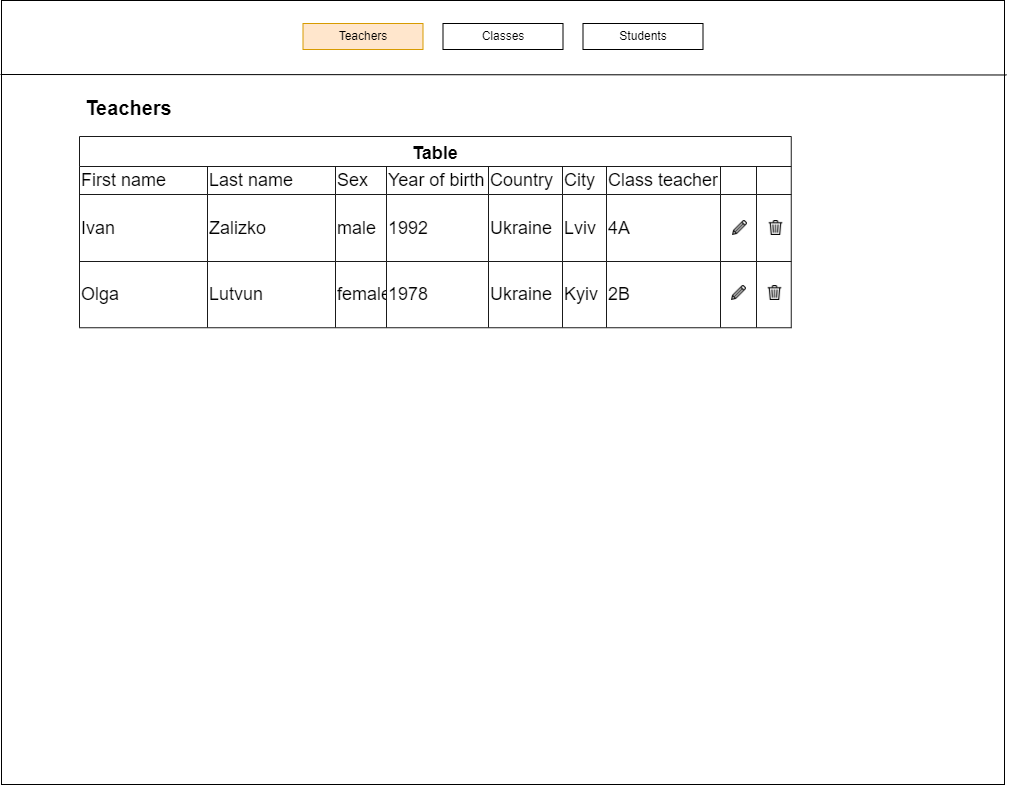 Teachers Classes Students
Teachers
Table
First name Last name Sex Year of birth Country City Class teacher
Ivan Zalizko male 1992 Ukraine Lviv 4A
Olga Lutvun female 1978 Ukraine Kyiv 2B